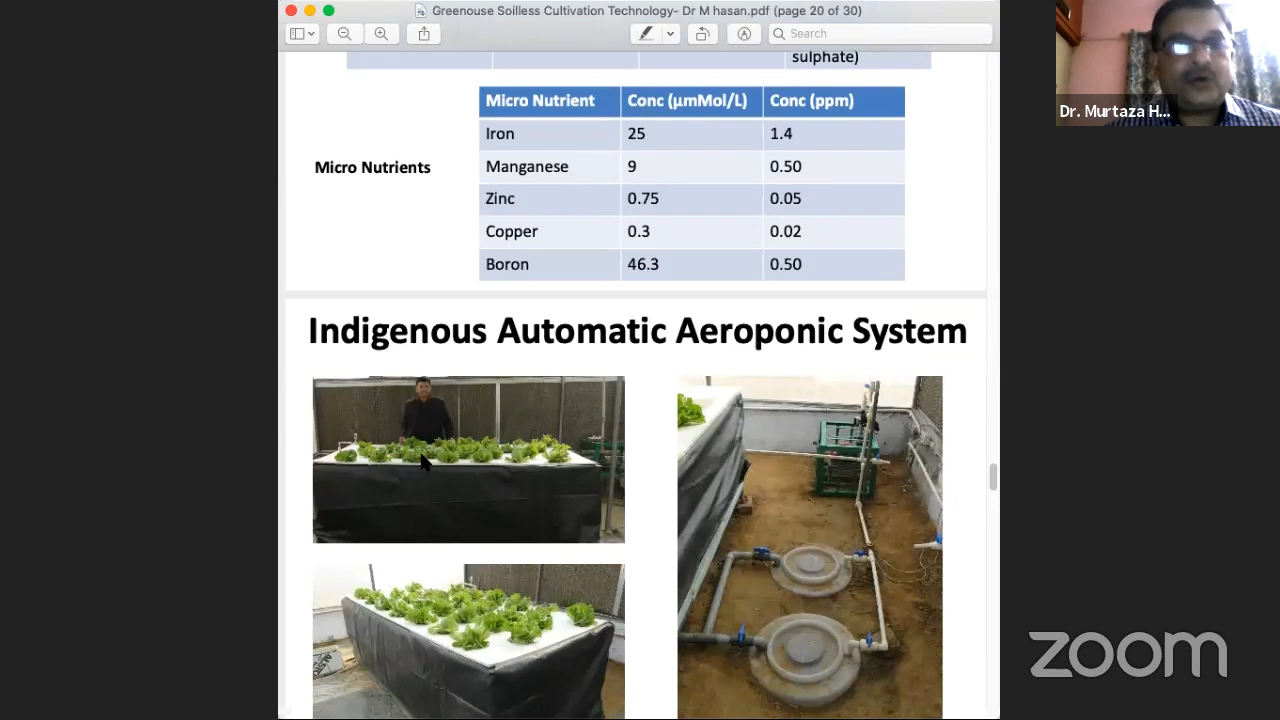 Greenouse Soilless Cultivation Technology- Dr M hasan.pdf (page 20 of 30)
Search
sulphate)
Dr. Murtaza H...
Micro Nutrients
Micro Nutrient Conc (µmMol/L) Conc (ppm)
Iron 25 1.4
Manganese 9 0.50
Zinc 0.75 0.05
Copper 0.3 0.02
Boron 46.3 0.50
Indigenous Automatic Aeroponic System
zoom